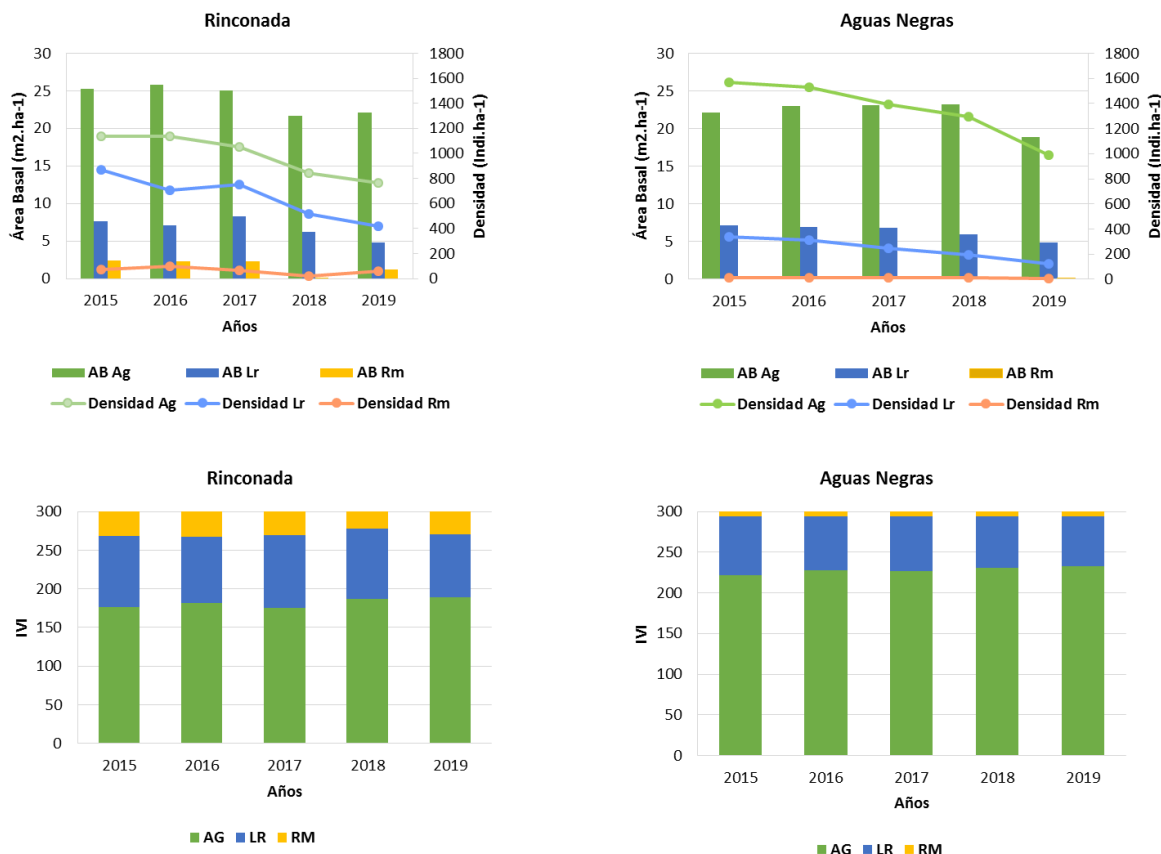 Rinconada
30
25
20
15
10
5
0
1800
1600
1400
1200
1000
800
600
400
200
0
Área Basal (m2.ha-1)
Densidad (Indi.ha-1)
2015 2016 2017 2018 2019
Años
AB Ag AB Lr AB Rm
Densidad Ag Densidad Lr Densidad Rm
Aguas Negras
30
25
20
15
10
5
0
1800
1600
1400
1200
1000
800
600
400
200
0
Área Basal (m2.ha-1)
Densidad (Indi.ha-1)
2015 2016 2017 2018 2019
Años
AB Ag AB Lr AB Rm
Densidad Ag Densidad Lr Densidad Rm
Rinconada
300
250
200
150
100
50
0
IVI
2015 2016 2017 2018 2019
Años
AG LR RM
Aguas Negras
300
250
200
150
100
50
0
IVI
2015 2016 2017 2018 2019
Años
AG LR RM